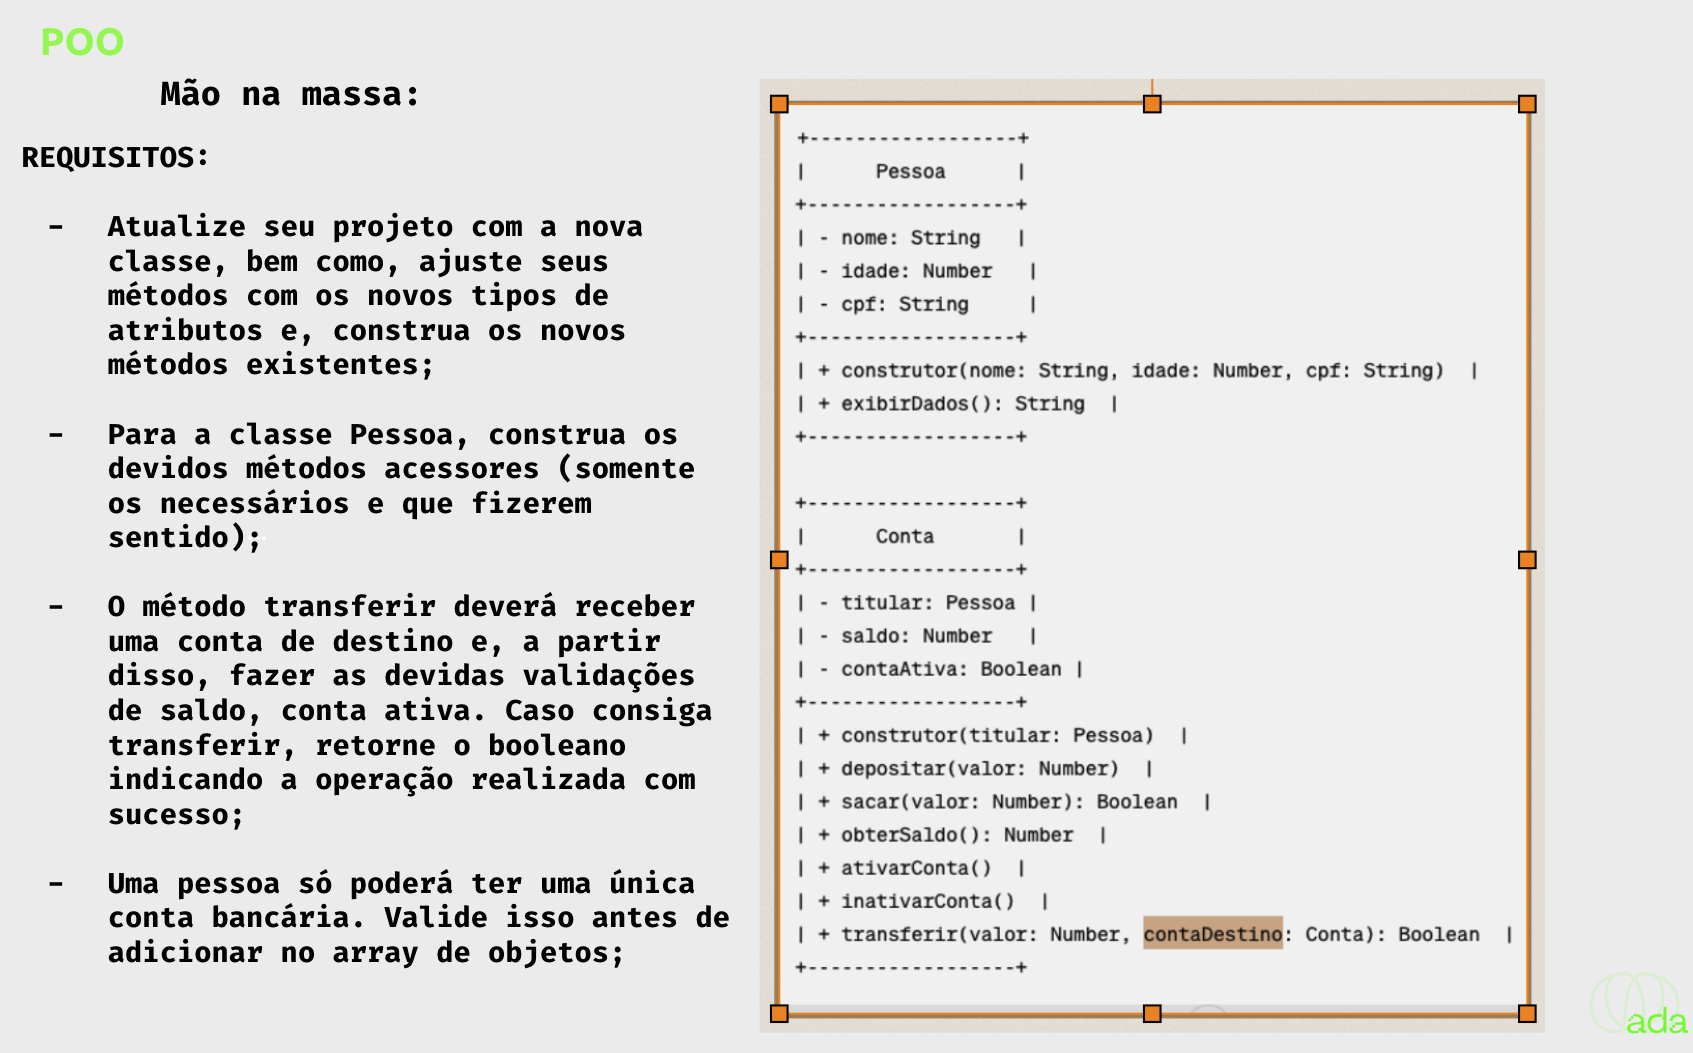 POO
Mão na massa:
REQUISITOS:
- Atualize seu projeto com a nova
classe, bem como, ajuste seus
métodos com os novos tipos de
atributos e, construa os novos
métodos existentes;
- Para a classe Pessoa, construa os
devidos métodos acessores (somente
os necessários e que fizerem
sentido);
- O método transferir deverá receber
uma conta de destino e, a partir
disso, fazer as devidas validações
de saldo, conta ativa. Caso consiga
transferir, retorne o booleano
indicando a operação realizada com
sucesso;
- Uma pessoa só poderá ter uma única
conta bancária. Valide isso antes de
adicionar no array de objetos;
+------------------+
|      Pessoa      |
+------------------+
| - nome: String   |
| - idade: Number   |
| - cpf: String     |
+------------------+
| + construtor(nome: String, idade: Number, cpf: String)  |
| + exibirDados(): String  |
+------------------+
+------------------+
|      Conta       |
+------------------+
| - titular: Pessoa |
| - saldo: Number   |
| - contaAtiva: Boolean |
+------------------+
| + construtor(titular: Pessoa)  |
| + depositar(valor: Number)  |
| + sacar(valor: Number): Boolean  |
| + obterSaldo(): Number  |
| + ativarConta()  |
| + inativarConta()  |
| + transferir(valor: Number, contaDestino: Conta): Boolean  |
+------------------+
ada